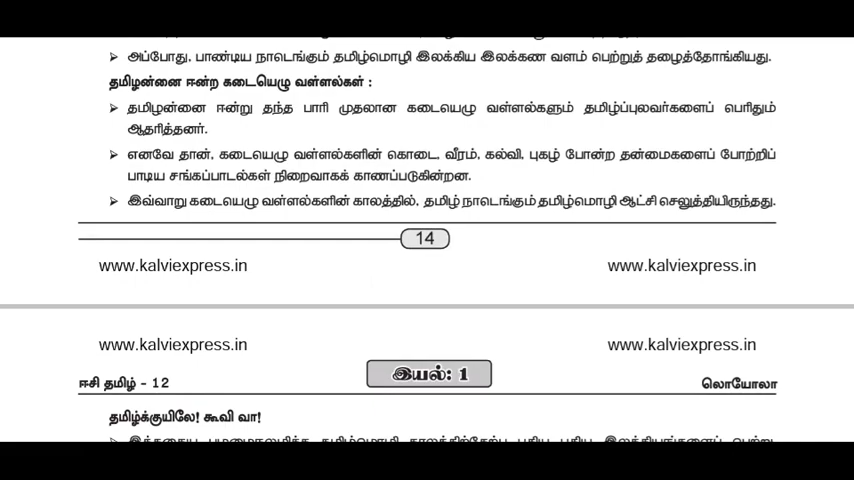 ➢ அப்போது, பாண்டிய நாடெங்கும் தமிழ்மொழி இலக்கிய இலக்கண வளம் பெற்றுத் தழைத்தோங்கியது.
தமிழன்னை ஈன்ற கடையெழு வள்ளல்கள் :
➢ தமிழன்னை ஈன்று தந்த பாரி முதலான கடையெழு வள்ளல்களும் தமிழ்ப்புலவர்களைப் பெரிதும்
ஆதரித்தனர்.
➢ எனவே தான், கடையெழு வள்ளல்களின் கொடை, வீரம், கல்வி, புகழ் போன்ற தன்மைகளைப் போற்றிப்
பாடிய சங்கப்பாடல்கள் நிறைவாகக் காணப்படுகின்றன.
➢ இவ்வாறு கடையெழு வள்ளல்களின் காலத்தில், தமிழ் நாடெங்கும் தமிழ்மொழி ஆட்சி செலுத்தியிருந்தது.
14
www.kalviexpress.in www.kalviexpress.in
www.kalviexpress.in www.kalviexpress.in
ஈசி தமிழ் - 12 இயல்: 1 லொயோலா
தமிழ்க்குயிலே! கூவி வா!